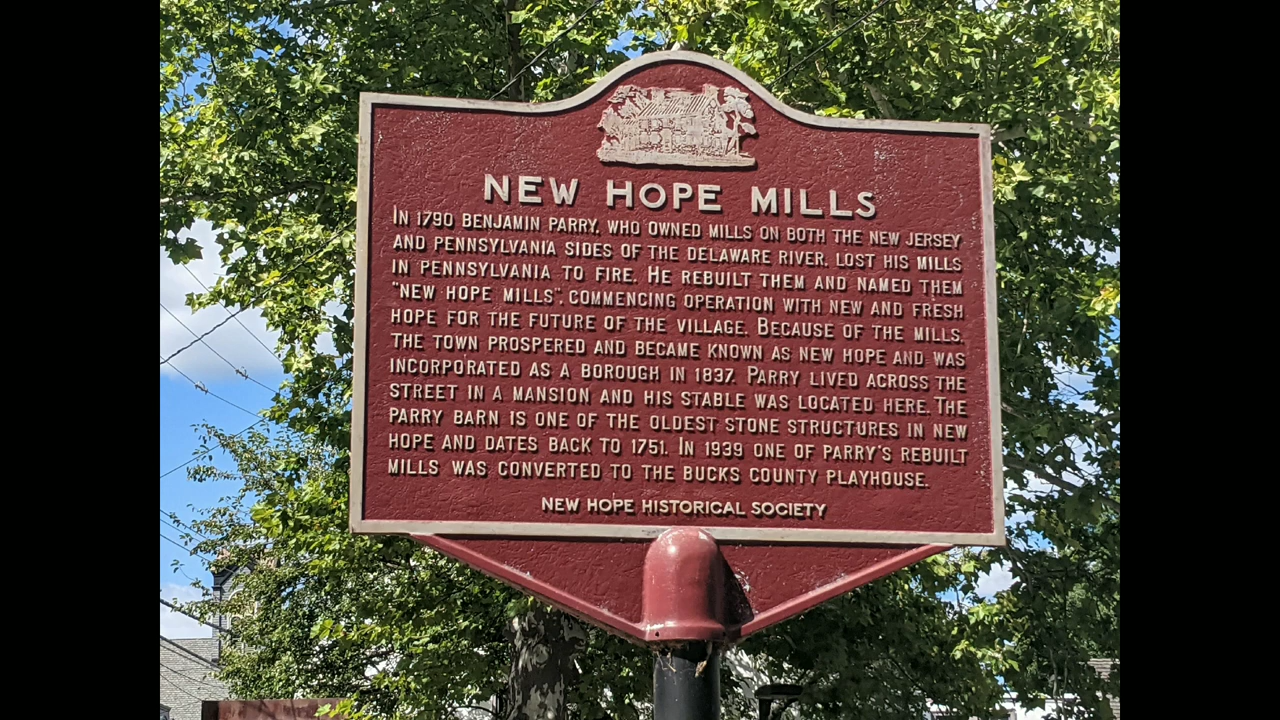 NEW HOPE MILLS
IN 1790 BENJAMIN PARRY, WHO OWNED MILLS ON BOTH THE NEW JERSEY
AND PENNSYLVANIA SIDES OF THE DELAWARE RIVER, LOST HIS MILLS
IN PENNSYLVANIA TO FIRE. HE REBUILT THEM AND NAMED THEM
"NEW HOPE MILLS", COMMENCING OPERATION WITH NEW AND FRESH
HOPE FOR THE FUTURE OF THE VILLAGE. BECAUSE OF THE MILLS,
THE TOWN PROSPERED AND BECAME KNOWN AS NEW HOPE AND WAS
INCORPORATED AS A BOROUGH IN 1837. PARRY LIVED ACROSS THE
STREET IN A MANSION AND HIS STABLE WAS LOCATED HERE. THE
PARRY BARN IS ONE OF THE OLDEST STONE STRUCTURES IN NEW
HOPE AND DATES BACK TO 1751. IN 1939 ONE OF PARRY'S REBUILT
MILLS WAS CONVERTED TO THE BUCKS COUNTY PLAYHOUSE.
NEW HOPE HISTORICAL SOCIETY